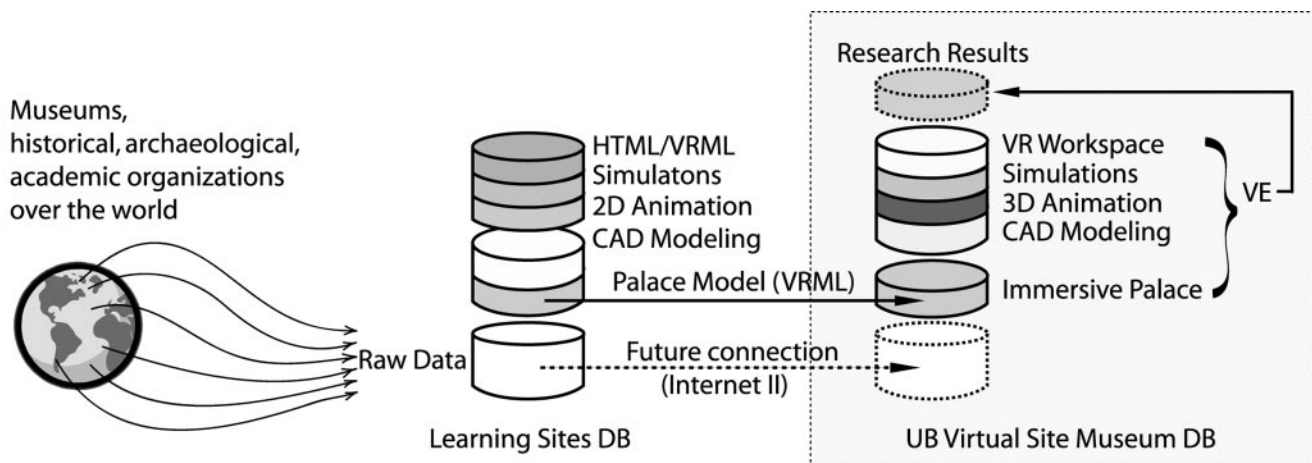 Museums,
historical, archaeological,
academic organizations
over the world
Raw Data
HTML/VRML
Simulatons
2D Animation
CAD Modeling
Palace Model (VRML)
Future connection
(Internet II)
Learning Sites DB
Research Results
VR Workspace
Simulations
3D Animation
CAD Modeling
Immersive Palace
VE
UB Virtual Site Museum DB